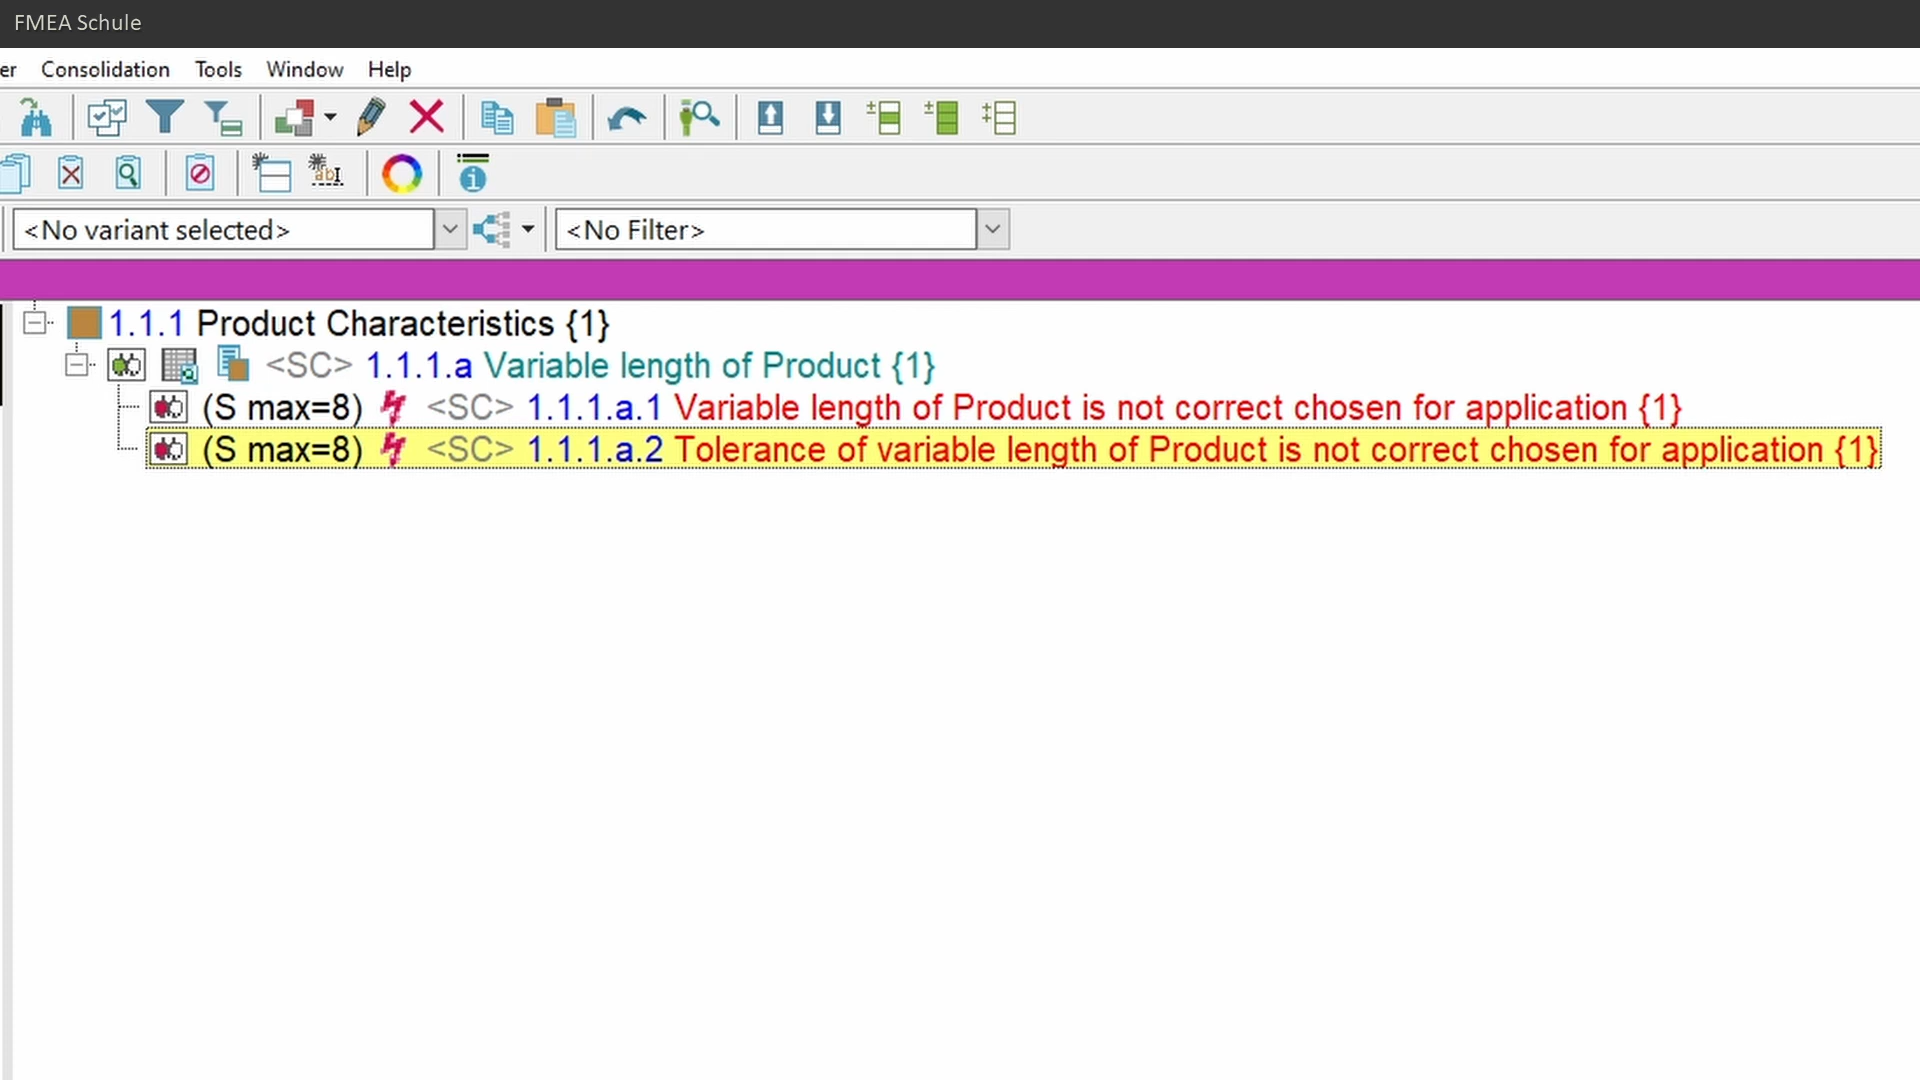 FMEA Schule
er Consolidation Tools Window Help
abI
i
<No variant selected> <No Filter>
1.1.1 Product Characteristics {1}
<SC> 1.1.1.a Variable length of Product {1}
(S max=8) <SC> 1.1.1.a.1 Variable length of Product is not correct chosen for application {1}
(S max=8) <SC> 1.1.1.a.2 Tolerance of variable length of Product is not correct chosen for application {1}